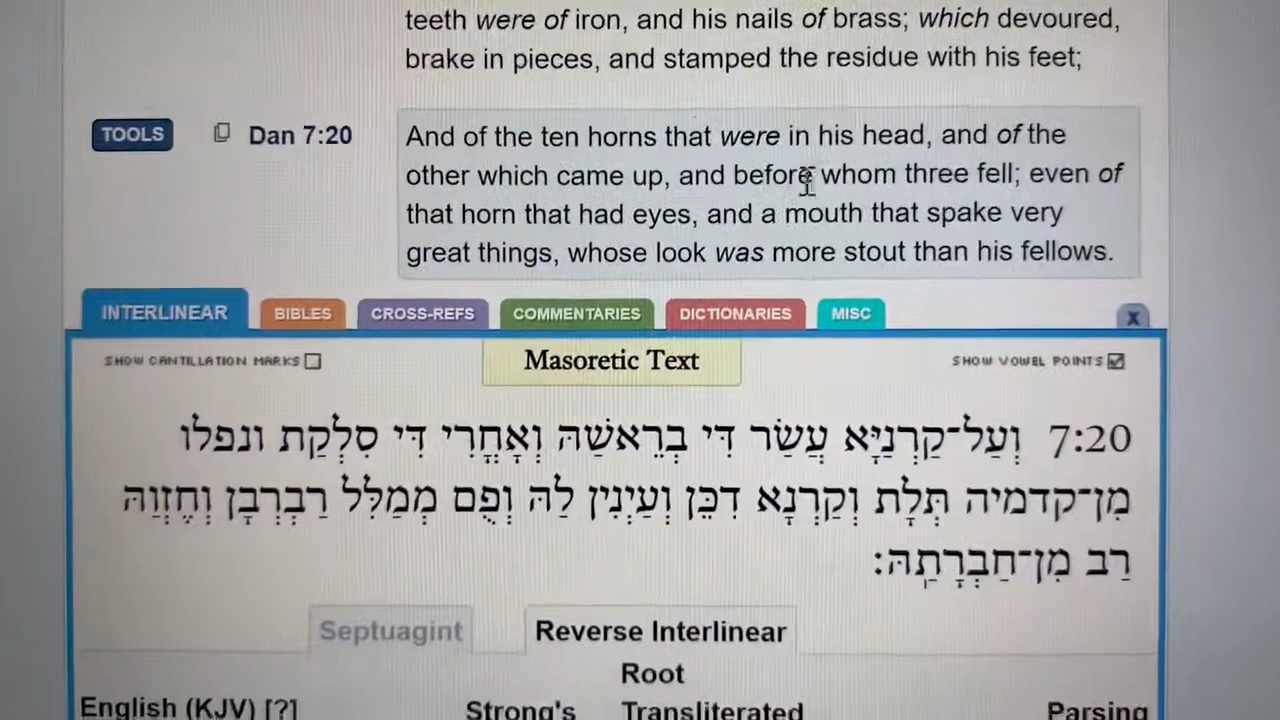 teeth were of iron, and his nails of brass; which devoured,
brake in pieces, and stamped the residue with his feet;
TOOLS Dan 7:20 And of the ten horns that were in his head, and of the
other which came up, and before whom three fell; even of
that horn that had eyes, and a mouth that spake very
great things, whose look was more stout than his fellows.
INTERLINEAR BIBLES CROSS-REFS COMMENTARIES DICTIONARIES MISC X
SHOW CANTILLATION MARKS Masoretic Text SHOW VOWEL POINTS
7:20 וְעַל־קַרְנַיָּא עֲשַׂר דִּי בְרֵאשַׁהּ וְאָחֳרִי דִּי סִלְקַת ונפלו
מִן־קדמיה תְּלָת וְקַרְנָא דִכֵּן וְעַיְנִין לַהּ וְפֻם מְמַלִּל רַבְרְבָן וְחֶזְוַהּ
רַב מִן־חַבְרָתַהּ׃
Septuagint Reverse Interlinear
Root
English (KJV) [?] Strong's Transliterated Parsing